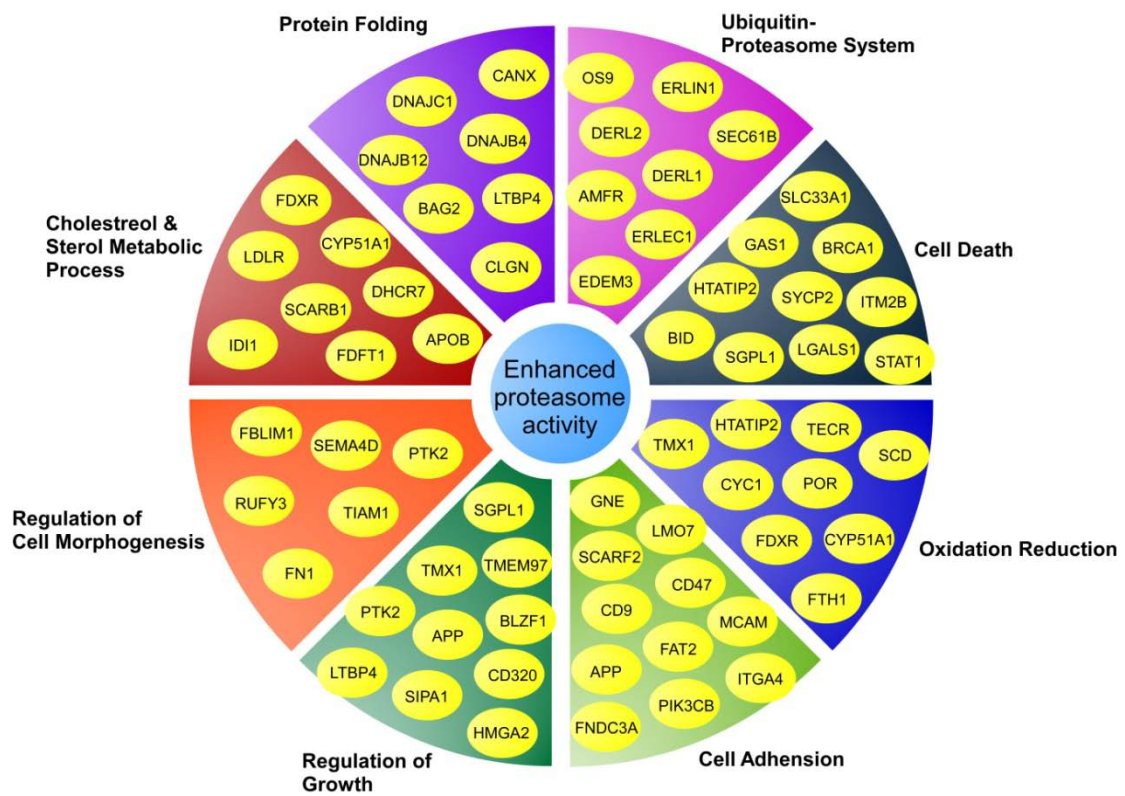 Protein Folding
CANX
DNAJC1
DNAJB4
DNAJB12
LTBP4
BAG2
CLGN
Ubiquitin-
Proteasome System
OS9
ERLIN1
DERL2
SEC61B
DERL1
AMFR
ERLEC1
EDEM3
Cholestreol &
Sterol Metabolic
Process
FDXR
CYP51A1
LDLR
DHCR7
SCARB1
APOB
IDI1
FDFT1
Cell Death
SLC33A1
GAS1
BRCA1
HTATIP2
SYCP2
ITM2B
BID
LGALS1
SGPL1
STAT1
Enhanced
proteasome
activity
Regulation of
Cell Morphogenesis
FBLIM1
SEMA4D
PTK2
RUFY3
TIAM1
FN1
Oxidation Reduction
TMX1
HTATIP2
TECR
SCD
CYC1
POR
FDXR
CYP51A1
FTH1
SGPL1
TMX1
TMEM97
PTK2
APP
BLZF1
LTBP4
SIPA1
CD320
HMGA2
Regulation of
Growth
GNE
LMO7
SCARF2
CD47
CD9
MCAM
FAT2
APP
ITGA4
PIK3CB
FNDC3A
Cell Adhension